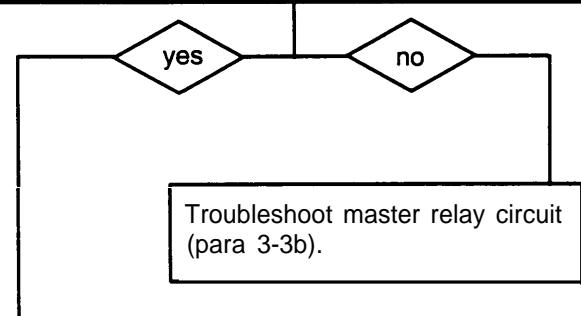 yes no
Troubleshoot master relay circuit
(para 3-3b).